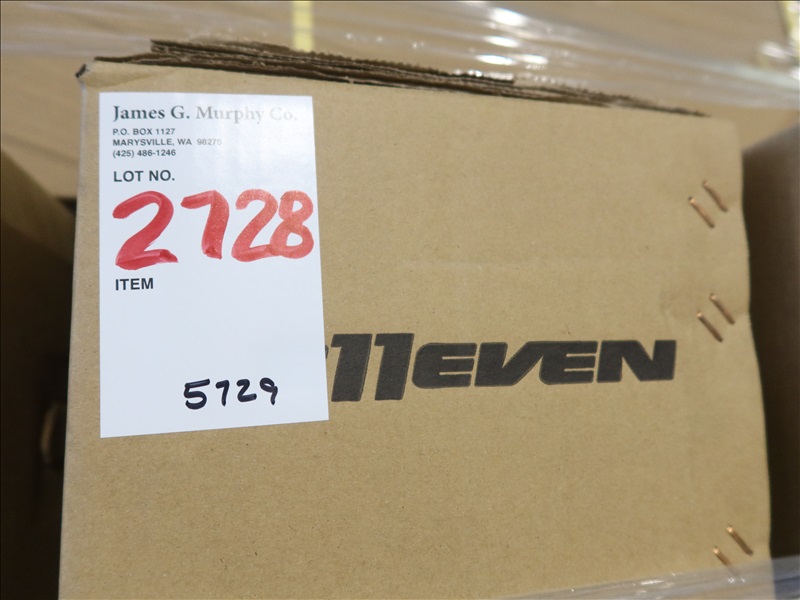 James G. Murphy Co.
P.O. BOX 1127
MARYSVILLE, WA 98270
(425) 486-1246
LOT NO.
2728
ITEM
5729
11EVEN